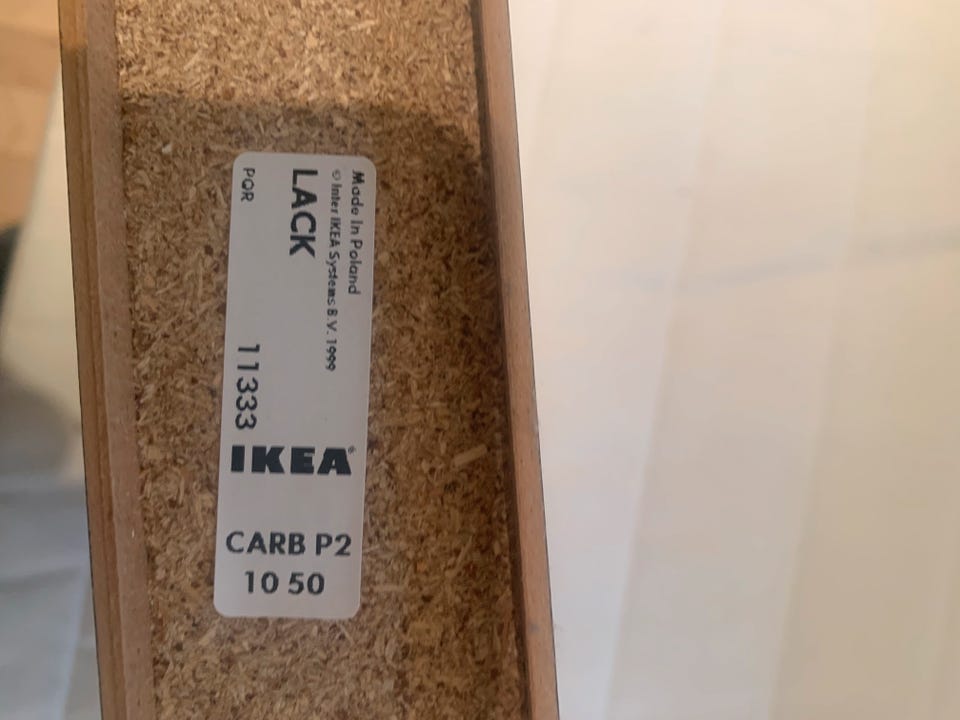 Made in Poland
© Inter IKEA Systems B.V. 1999
LACK
PQR 11333
IKEA®
CARB P2
10 50